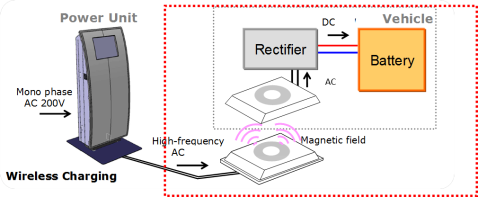 Power Unit
DC
Vehicle
Rectifier
Battery
AC
Mono phase
AC 200V
High-frequency
AC
Magnetic field
Wireless Charging